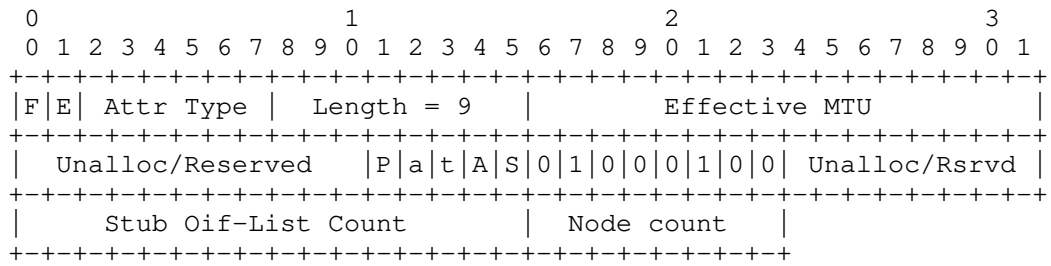 0                   1                   2                   3
 0 1 2 3 4 5 6 7 8 9 0 1 2 3 4 5 6 7 8 9 0 1 2 3 4 5 6 7 8 9 0 1
+-+-+-+-+-+-+-+-+-+-+-+-+-+-+-+-+-+-+-+-+-+-+-+-+-+-+-+-+-+-+-+-+
|F|E| Attr Type |  Length = 9   |        Effective MTU          |
+-+-+-+-+-+-+-+-+-+-+-+-+-+-+-+-+-+-+-+-+-+-+-+-+-+-+-+-+-+-+-+-+
|  Unalloc/Reserved   |P|a|t|A|S|0|1|0|0|0|1|0|0| Unalloc/Rsrvd |
+-+-+-+-+-+-+-+-+-+-+-+-+-+-+-+-+-+-+-+-+-+-+-+-+-+-+-+-+-+-+-+-+
|     Stub Oif-List Count       |  Node count   |
+-+-+-+-+-+-+-+-+-+-+-+-+-+-+-+-+-+-+-+-+-+-+-+-+